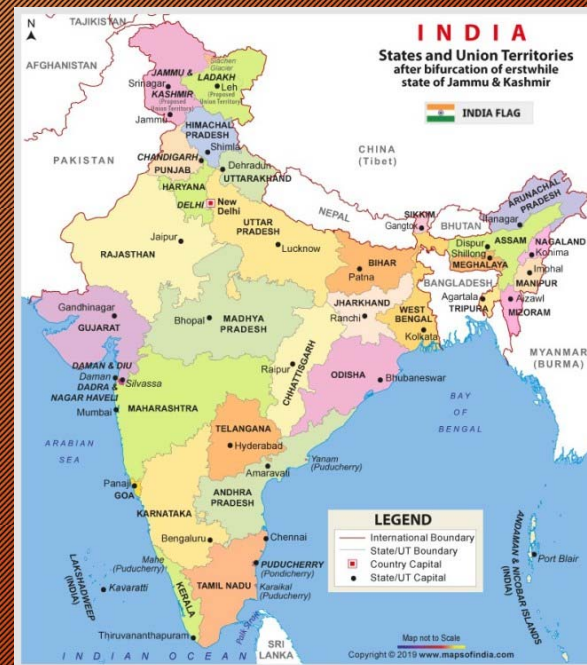 N
INDIA
States and Union Territories
after bifurcation of erstwhile
state of Jammu & Kashmir
INDIA FLAG
TAJIKISTAN
AFGHANISTAN
PAKISTAN
CHINA
(Tibet)
NEPAL
BHUTAN
BANGLADESH
MYANMAR
(BURMA)
SRI
LANKA
Siachen
Glacier
JAMMU &
KASHMIR
(Proposed
Union Territory)
Srinagar
Jammu
LADAKH
Leh
(Proposed
Union Territory)
HIMACHAL
PRADESH
Shimla
CHANDIGARH
PUNJAB
Dehradun
UTTARAKHAND
HARYANA
DELHI
New
Delhi
UTTAR
PRADESH
Lucknow
Jaipur
RAJASTHAN
SIKKIM
Gangtok
ARUNACHAL
PRADESH
Itanagar
ASSAM
Dispur
Shillong
MEGHALAYA
NAGALAND
Kohima
Imphal
MANIPUR
Agartala
TRIPURA
Aizawl
MIZORAM
BIHAR
Patna
JHARKHAND
Ranchi
WEST
BENGAL
Kolkata
Gandhinagar
GUJARAT
Bhopal
MADHYA
PRADESH
Raipur
CHHATTISGARH
ODISHA
Bhubaneswar
DAMAN & DIU
Daman
DADRA &
NAGAR HAVELI
Silvassa
Mumbai
MAHARASHTRA
TELANGANA
Hyderabad
Amaravati
ANDHRA
PRADESH
Yanam
(Puducherry)
Panaji
GOA
KARNATAKA
Bengaluru
Chennai
Mahe
(Puducherry)
PUDUCHERRY
(Pondicherry)
Karaikal
(Puducherry)
TAMIL NADU
KERALA
Thiruvananthapuram
LAKSHADWEEP
(INDIA)
Kavaratti
ANDAMAN & NICOBAR ISLANDS
(INDIA)
Port Blair
ARABIAN
SEA
BAY
OF
BENGAL
Palk Strait
INDIAN OCEAN
LEGEND
International Boundary
State/UT Boundary
Country Capital
State/UT Capital
Map not to Scale
Copyright © 2019 www.mapsofindia.com